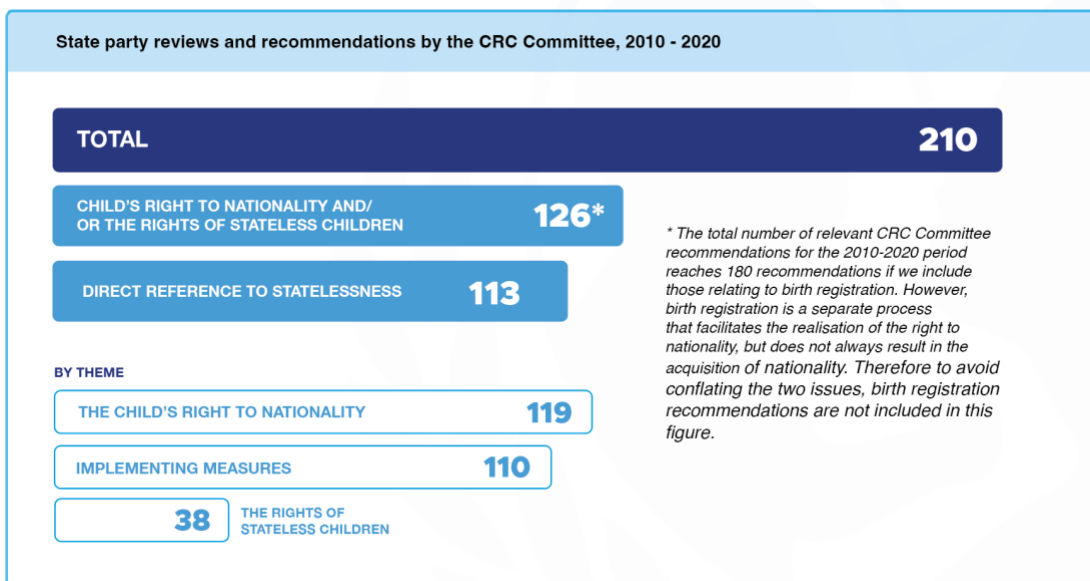 State party reviews and recommendations by the CRC Committee, 2010 - 2020
TOTAL 210
CHILD'S RIGHT TO NATIONALITY AND/
OR THE RIGHTS OF STATELESS CHILDREN 126*
DIRECT REFERENCE TO STATELESSNESS 113
* The total number of relevant CRC Committee
recommendations for the 2010-2020 period
reaches 180 recommendations if we include
those relating to birth registration. However,
birth registration is a separate process
that facilitates the realisation of the right to
nationality, but does not always result in the
acquisition of nationality. Therefore to avoid
conflating the two issues, birth registration
recommendations are not included in this
figure.
BY THEME
THE CHILD'S RIGHT TO NATIONALITY 119
IMPLEMENTING MEASURES 110
38 THE RIGHTS OF
STATELESS CHILDREN